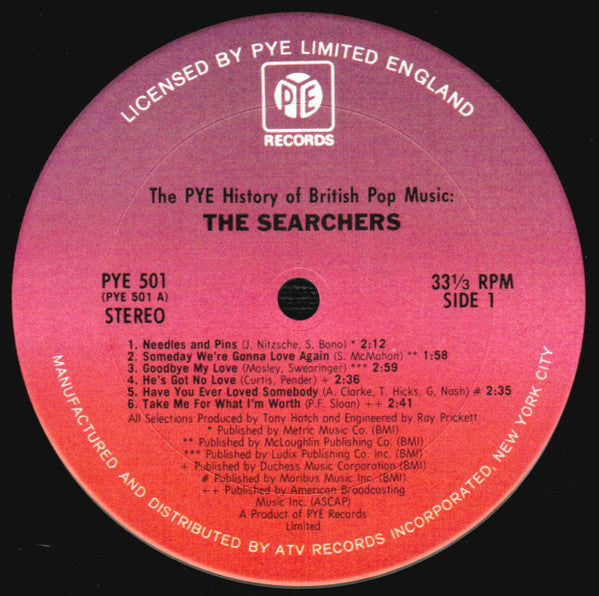 LICENSED BY PYE LIMITED ENGLAND
PYE
RECORDS
The PYE History of British Pop Music:
THE SEARCHERS
PYE 501
(PYE 501 A)
STEREO
33⅓ RPM
SIDE 1
1. Needles and Pins (J. Nitzsche, S. Bono) * 2:12
2. Someday We're Gonna Love Again (S. McMahon) ** 1:58
3. Goodbye My Love (Mosley, Swearinger) *** 2:59
4. He's Got No Love (Curtis, Pender) + 2:36
5. Have You Ever Loved Somebody (A. Clarke, T. Hicks, G. Nash) # 2:35
6. Take Me For What I'm Worth (P.F. Sloan) ++ 2:41
All Selections Produced by Tony Hatch and Engineered by Ray Prickett
* Published by Metric Music Co. (BMI)
** Published by McLaughlin Publishing Co. (BMI)
*** Published by Ludix Publishing Co. Inc. (BMI)
+ Published by Duchess Music Corporation (BMI)
# Published by Maribus Music Inc. (BMI)
++ Published by American Broadcasting
Music Inc. (ASCAP)
A Product of PYE Records
Limited
MANUFACTURED AND DISTRIBUTED BY ATV RECORDS INCORPORATED, NEW YORK CITY